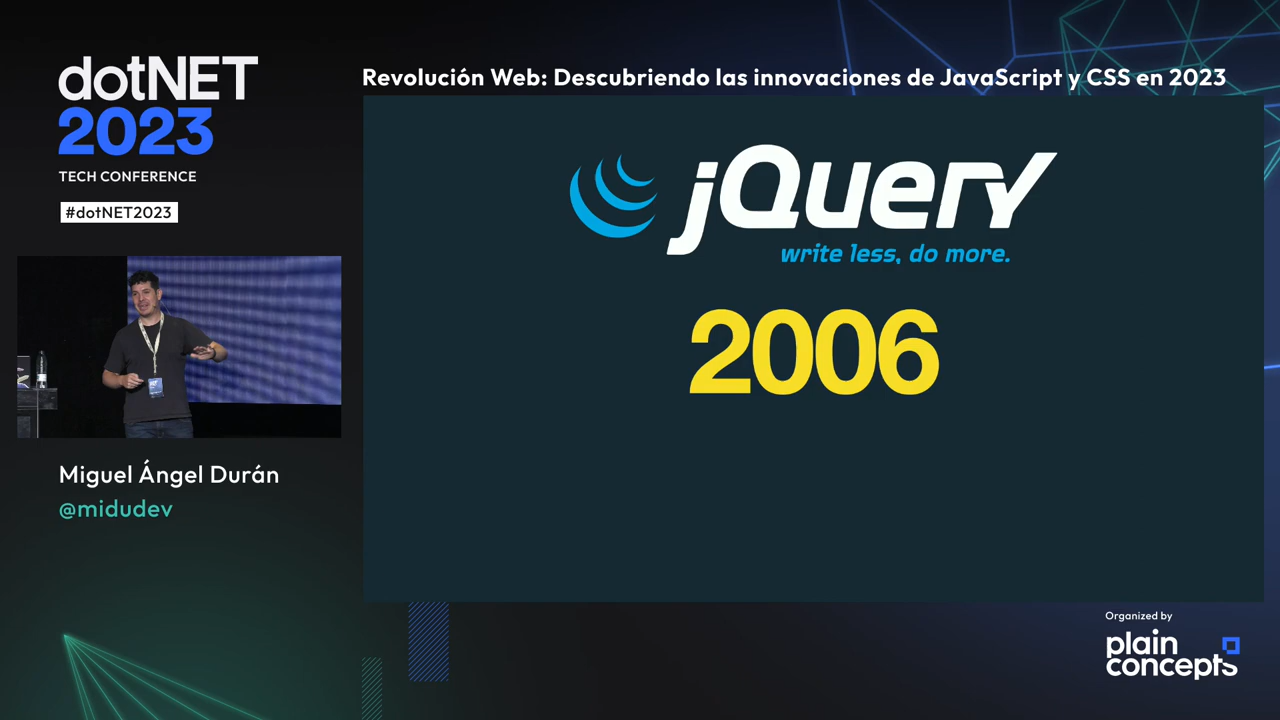 dotNET
2023
TECH CONFERENCE
#dotNET2023
Revolución Web: Descubriendo las innovaciones de JavaScript y CSS en 2023
jQuery
write less, do more.
2006
Miguel Ángel Durán
@midudev
Organized by
plain
concepts